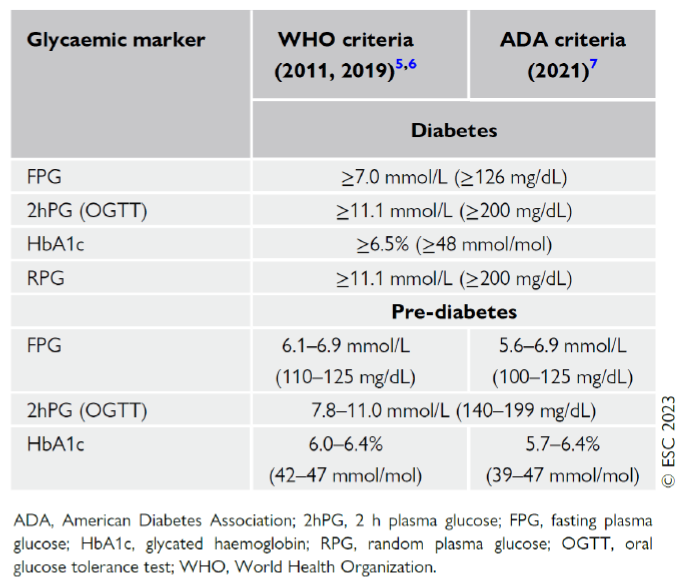 Glycaemic marker WHO criteria ADA criteria
(2011, 2019)5,6 (2021)7
Diabetes
FPG ≥7.0 mmol/L (≥126 mg/dL)
2hPG (OGTT) ≥11.1 mmol/L (≥200 mg/dL)
HbA1c ≥6.5% (≥48 mmol/mol)
RPG ≥11.1 mmol/L (≥200 mg/dL)
Pre-diabetes
FPG 6.1–6.9 mmol/L 5.6–6.9 mmol/L
(110–125 mg/dL) (100–125 mg/dL)
2hPG (OGTT) 7.8–11.0 mmol/L (140–199 mg/dL)
HbA1c 6.0–6.4% 5.7–6.4%
(42–47 mmol/mol) (39–47 mmol/mol)
© ESC 2023
ADA, American Diabetes Association; 2hPG, 2 h plasma glucose; FPG, fasting plasma
glucose; HbA1c, glycated haemoglobin; RPG, random plasma glucose; OGTT, oral
glucose tolerance test; WHO, World Health Organization.